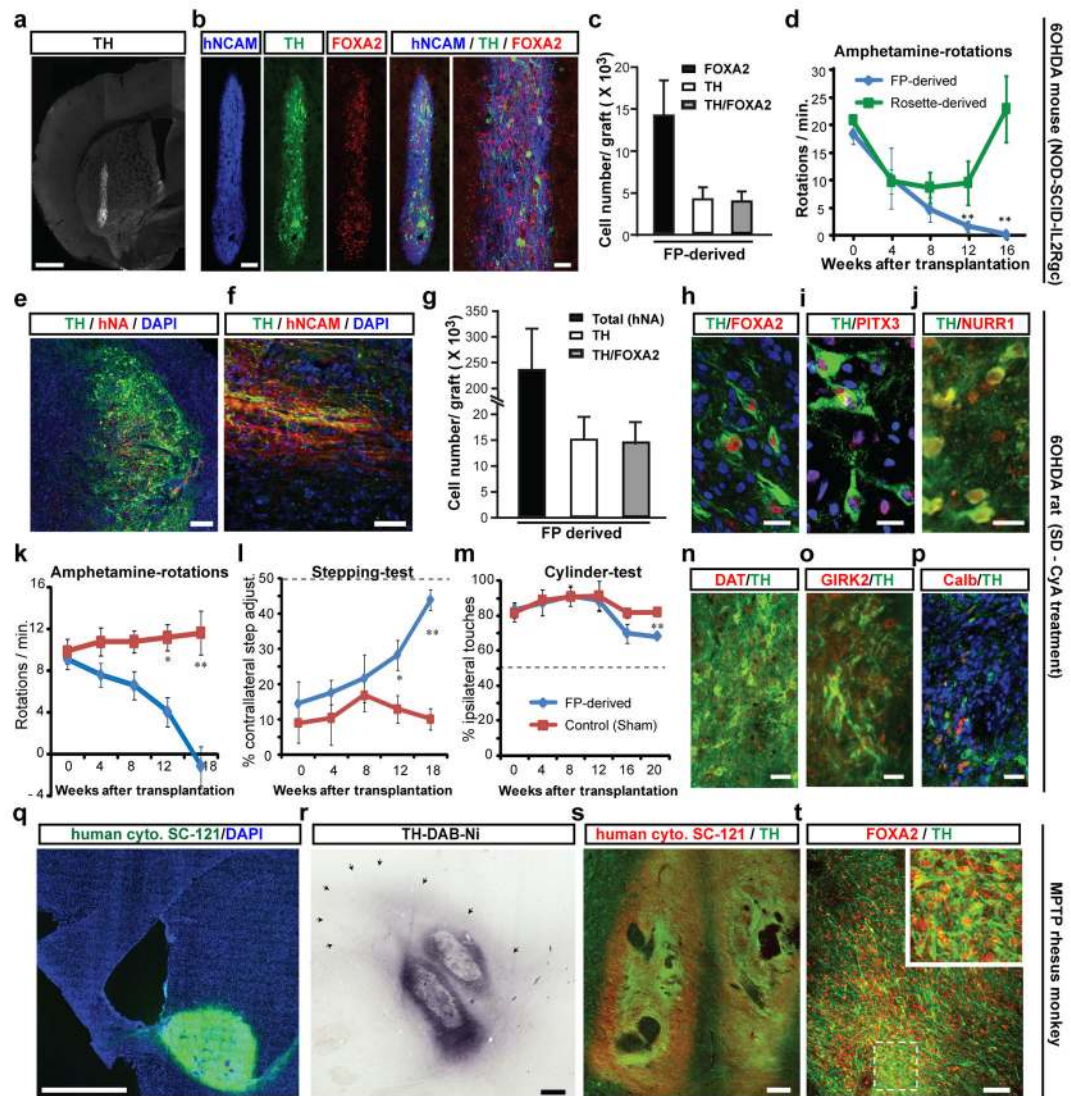 a
TH
b
hNCAM
TH
FOXA2
hNCAM / TH / FOXA2
c
Cell number/ graft ( X 10³)
20
15
10
5
0
FOXA2
TH
TH/FOXA2
FP-derived
d
Amphetamine-rotations
Rotations / min.
30
25
20
15
10
5
0
FP-derived
Rosette-derived
**
**
0 4 8 12 16
Weeks after transplantation
6OHDA mouse (NOD-SCID-IL2Rgc)
e
TH / hNA / DAPI
f
TH / hNCAM / DAPI
g
Cell number/ graft ( X 10³)
350
300
250
200
20
15
10
5
0
Total (hNA)
TH
TH/FOXA2
FP derived
h
TH/FOXA2
i
TH/PITX3
j
TH/NURR1
k
Amphetamine-rotations
Rotations / min.
16
12
8
4
0
- 4
*
**
0 4 8 12 18
Weeks after transplantation
l
Stepping-test
% contrallateral step adjust.
50
40
30
20
10
0
*
**
0 4 8 12 18
Weeks after transplantation
m
Cylinder-test
% ipsilateral touches
100
80
60
40
20
0
**
FP-derived
Control (Sham)
0 4 8 12 16 20
Weeks after transplantation
n
DAT/TH
o
GIRK2/TH
p
Calb/TH
6OHDA rat (SD - CyA treatment)
q
human cyto. SC-121/DAPI
r
TH-DAB-Ni
s
human cyto. SC-121 / TH
t
FOXA2 / TH
MPTP rhesus monkey